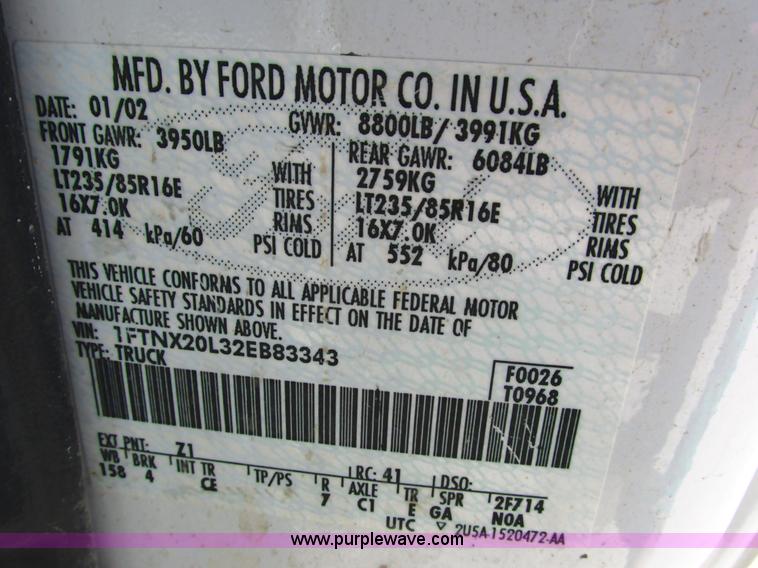 MFD. BY FORD MOTOR CO. IN U.S.A.
DATE: 01/02 GVWR: 8800LB/ 3991KG
FRONT GAWR: 3950LB REAR GAWR: 6084LB
1791KG WITH 2759KG WITH
LT235/85R16E TIRES LT235/85R16E TIRES
16X7.0K RIMS 16X7.0K RIMS
AT 414 kPa/60 PSI COLD AT 552 kPa/80 PSI COLD
THIS VEHICLE CONFORMS TO ALL APPLICABLE FEDERAL MOTOR
VEHICLE SAFETY STANDARDS IN EFFECT ON THE DATE OF
MANUFACTURE SHOWN ABOVE.
VIN: 1FTNX20L32EB83343
TYPE: TRUCK
F0026
T0968
EXT PNT: Z1 RC: 41 DSO:
WB BRK INT TR TP/PS R AXLE TR SPR 2F714
158 4 CE 7 C1 E GA NOA
UTC ▽ 2U5A-1520472-AA
www.purplewave.com